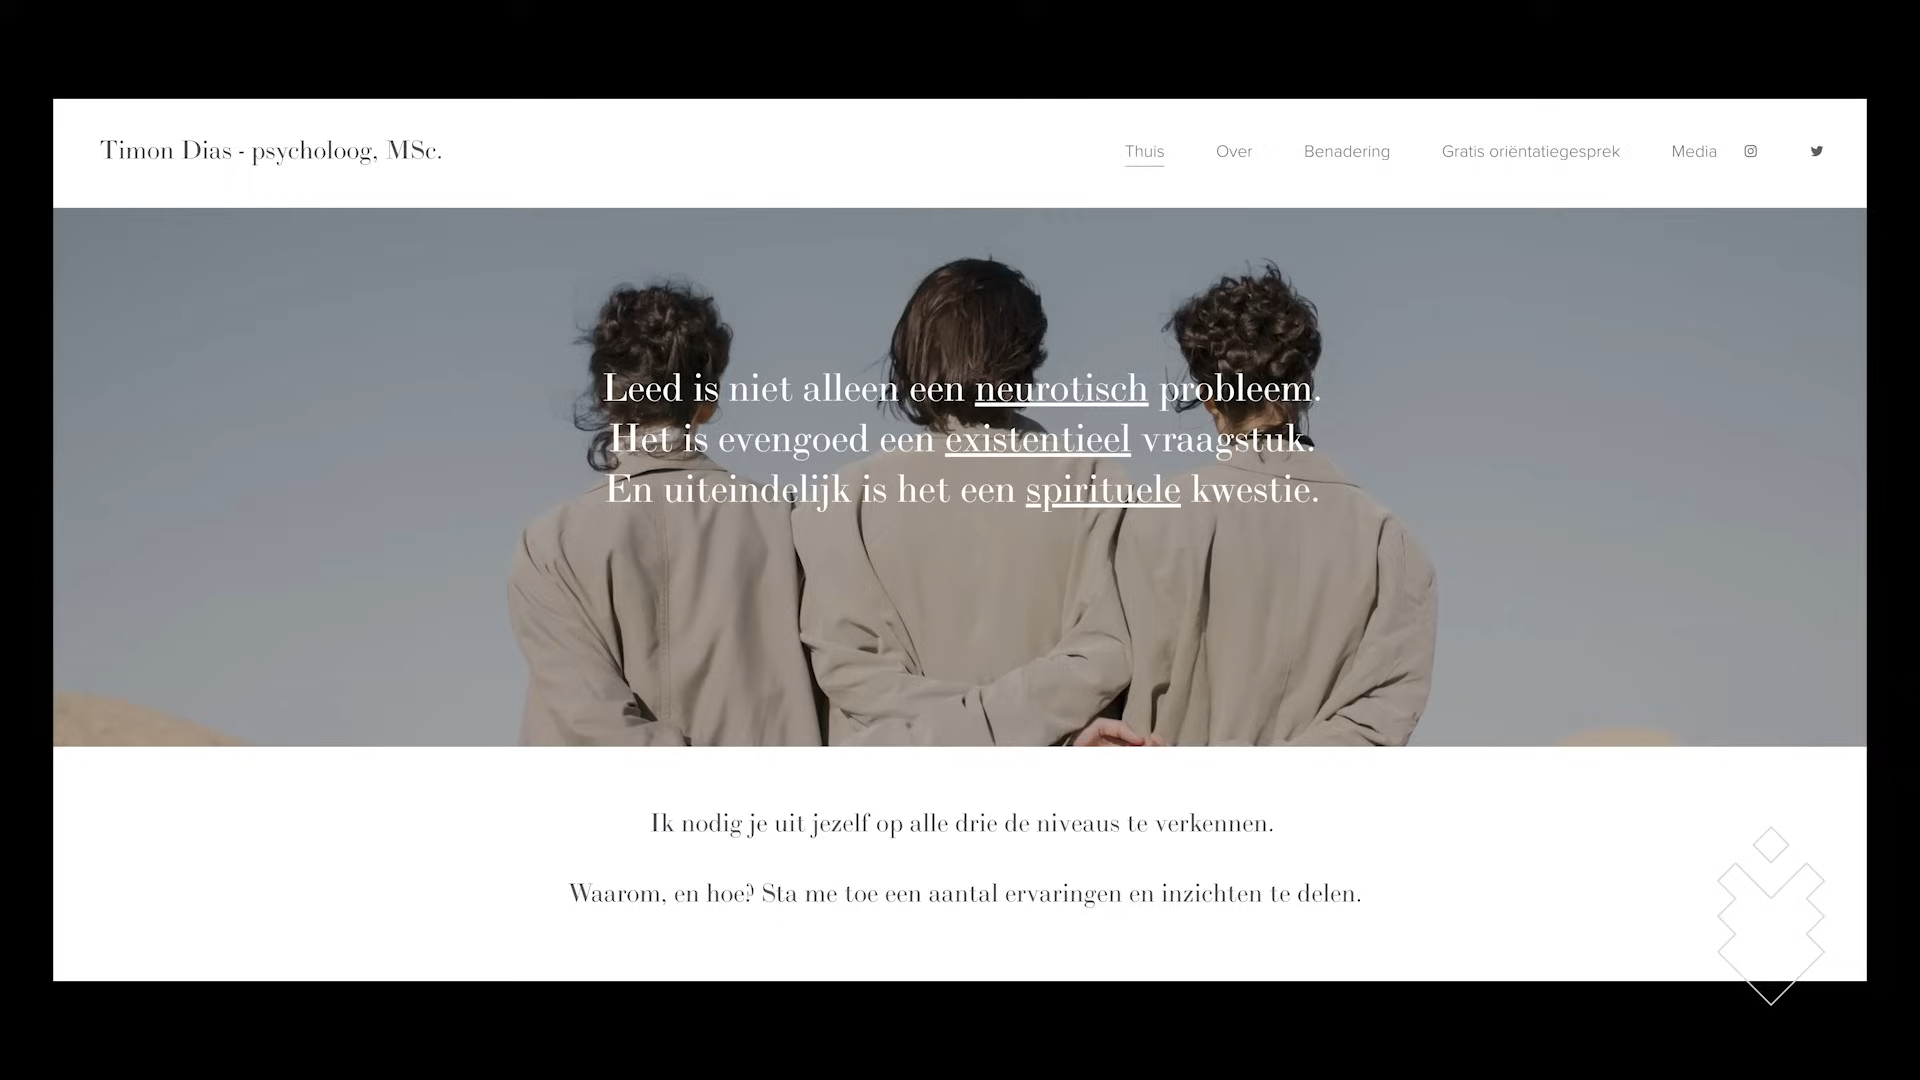 Timon Dias - psycholoog, MSc.
Thuis
Over
Benadering
Gratis oriëntatiegesprek
Media
Leed is niet alleen een neurotisch probleem.
Het is evengoed een existentieel vraagstuk.
En uiteindelijk is het een spirituele kwestie.
Ik nodig je uit jezelf op alle drie de niveaus te verkennen.
Waarom, en hoe? Sta me toe een aantal ervaringen en inzichten te delen.